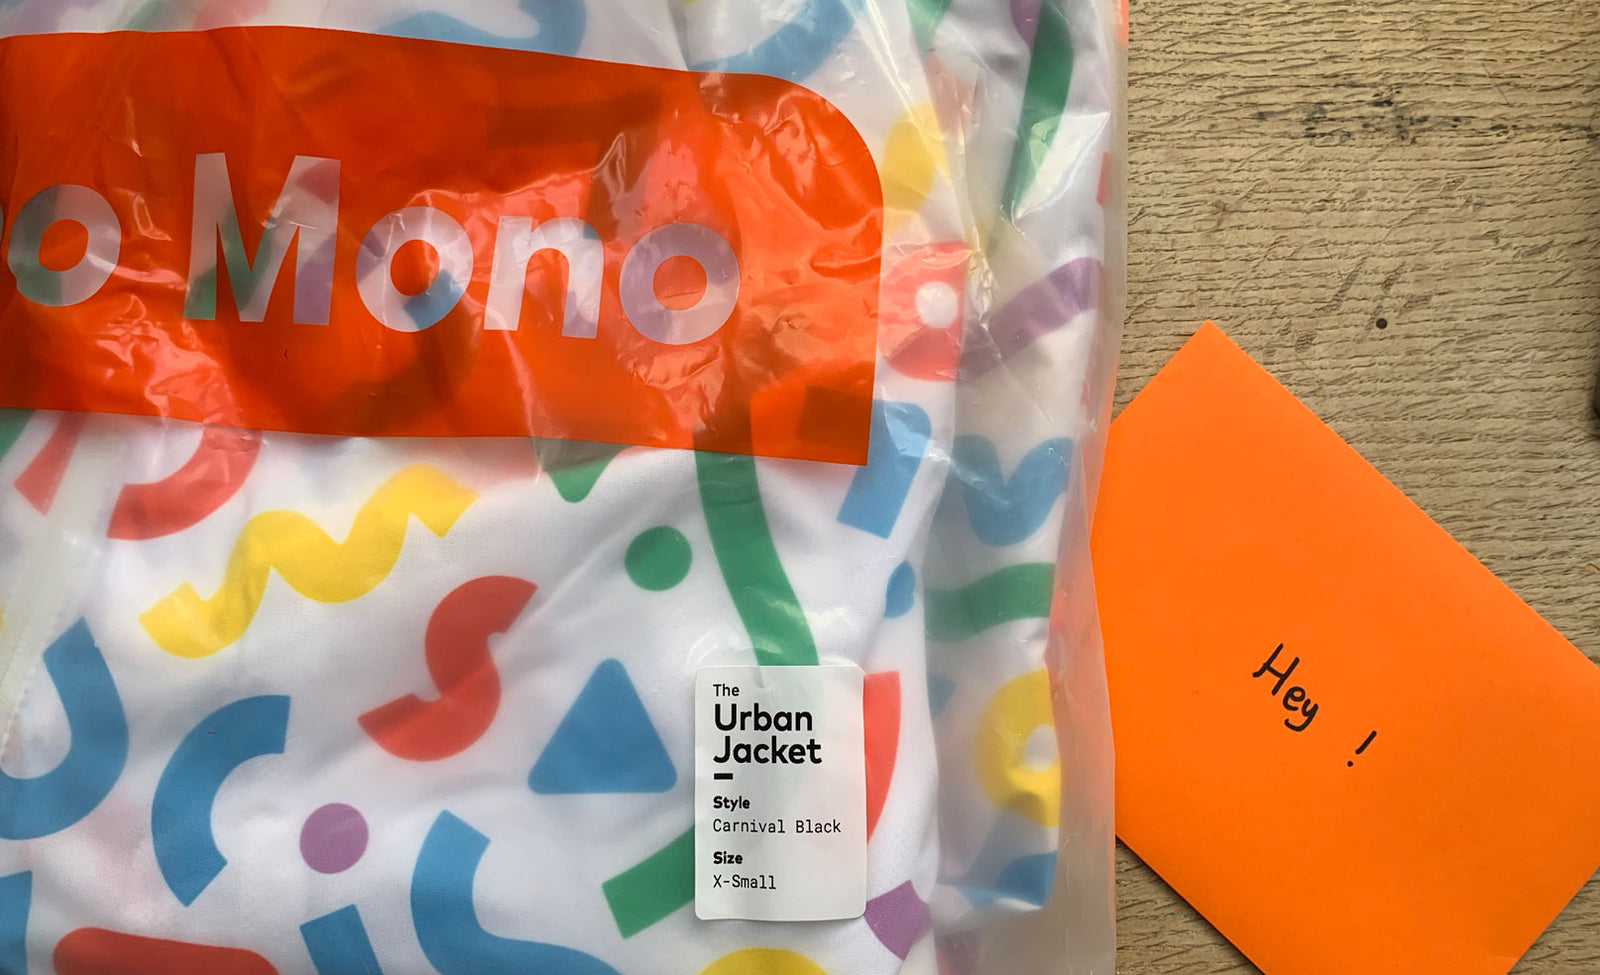 o Mono
The
Urban
Jacket
Style
Carnival Black
Size
X-Small
Hey !